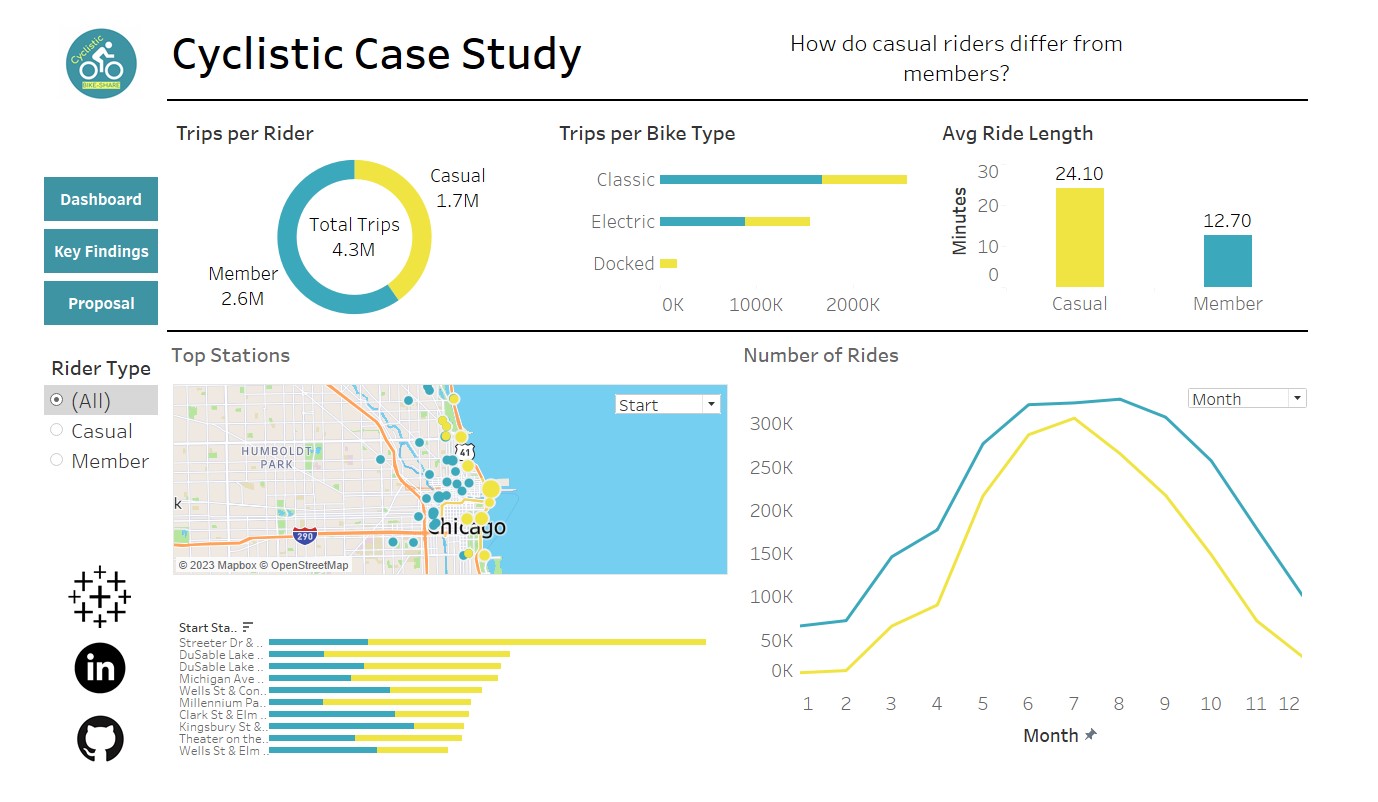 Cyclistic
BIKE-SHARE
Cyclistic Case Study
How do casual riders differ from
members?
Dashboard
Key Findings
Proposal
Rider Type
(All)
Casual
Member
in
Trips per Rider
Casual
1.7M
Total Trips
4.3M
Member
2.6M
Trips per Bike Type
Classic
Electric
Docked
0K 1000K 2000K
Avg Ride Length
Minutes
30
20
10
0
24.10
12.70
Casual Member
Top Stations
Start
HUMBOLDT
PARK
41
k
Chicago
290
© 2023 Mapbox © OpenStreetMap
Start Sta..
Streeter Dr & ..
DuSable Lake ..
DuSable Lake ..
Michigan Ave ..
Wells St & Con..
Millennium Pa..
Clark St & Elm ..
Kingsbury St &..
Theater on the..
Wells St & Elm ..
Number of Rides
Month
300K
250K
200K
150K
100K
50K
0K
1 2 3 4 5 6 7 8 9 10 11 12
Month